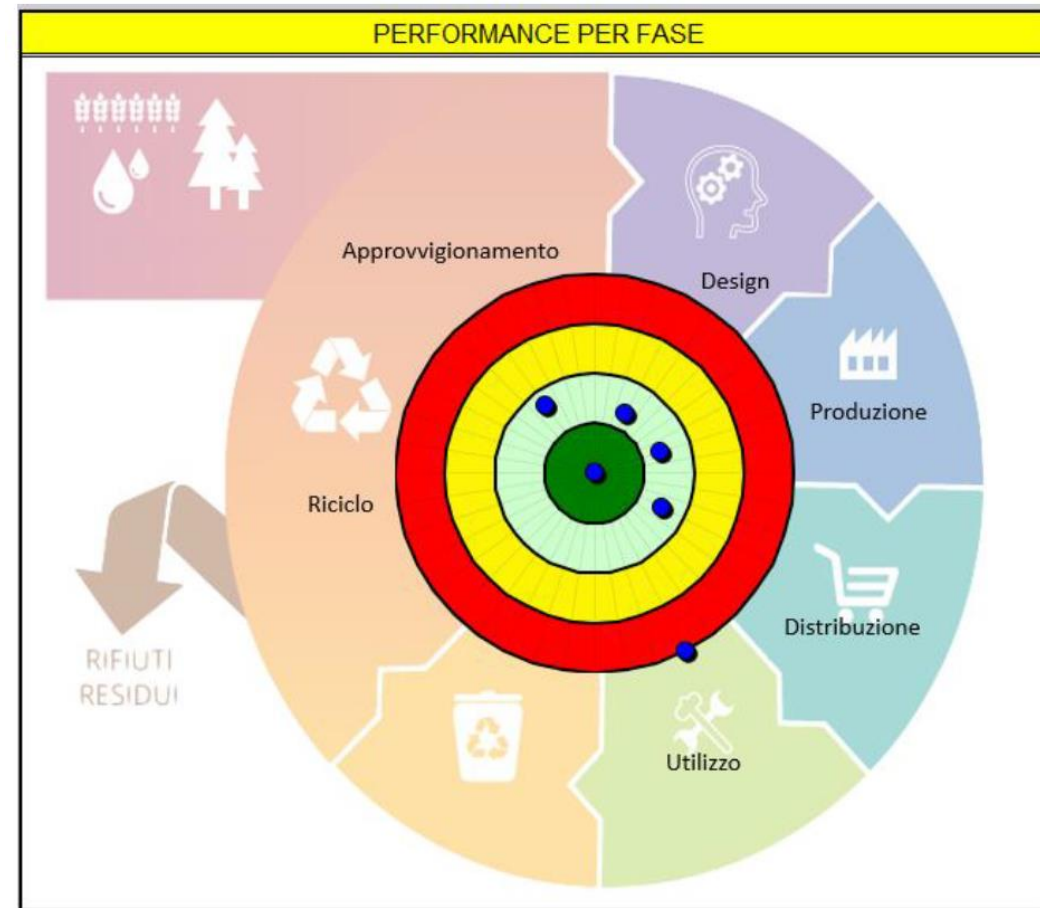 PERFORMANCE PER FASE
Approvvigionamento
Design
Produzione
Riciclo
Distribuzione
RIFIUTI
RESIDUI
Utilizzo